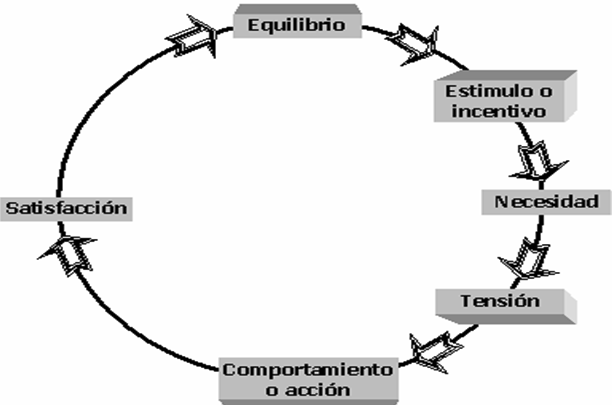 Equilibrio
Estimulo o
incentivo
Necesidad
Tensión
Comportamiento
o acción
Satisfacción